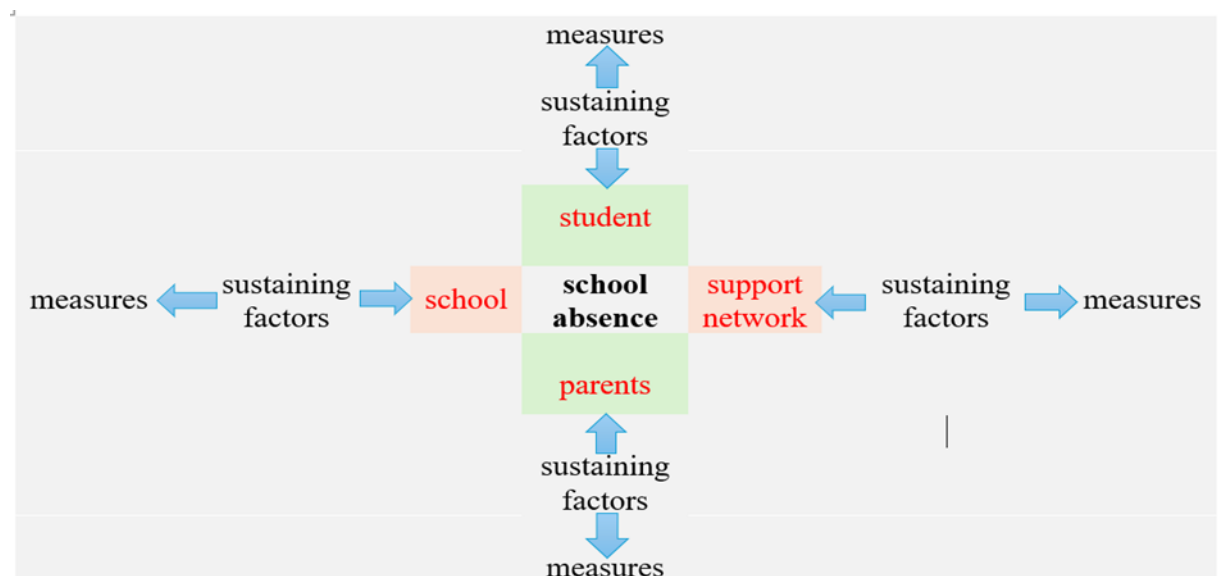 measures
sustaining
factors
student
measures
sustaining
factors
school
school
absence
support
network
sustaining
factors
measures
parents
sustaining
factors
measures